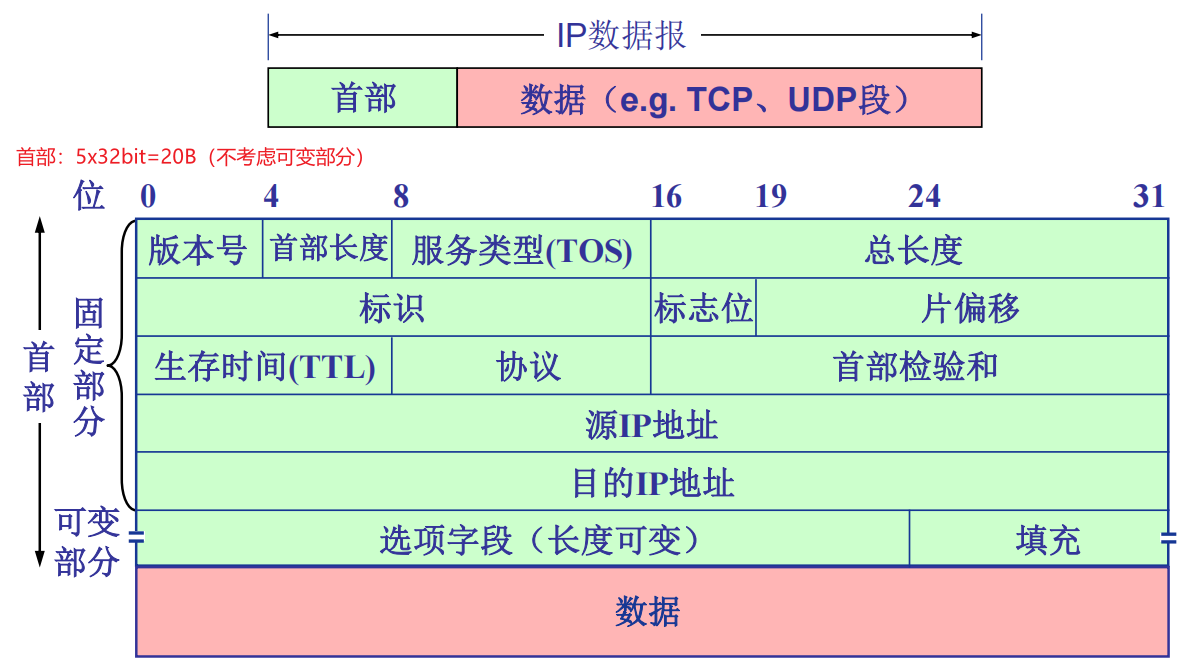 IP数据报
首部 数据（e.g. TCP、UDP段）
首部：5x32bit=20B（不考虑可变部分）
位 0 4 8 16 19 24 31
版本号 首部长度 服务类型(TOS) 总长度
标识 标志位 片偏移
生存时间(TTL) 协议 首部检验和
源IP地址
目的IP地址
选项字段（长度可变） 填充
数据
首部
固定部分
可变
部分